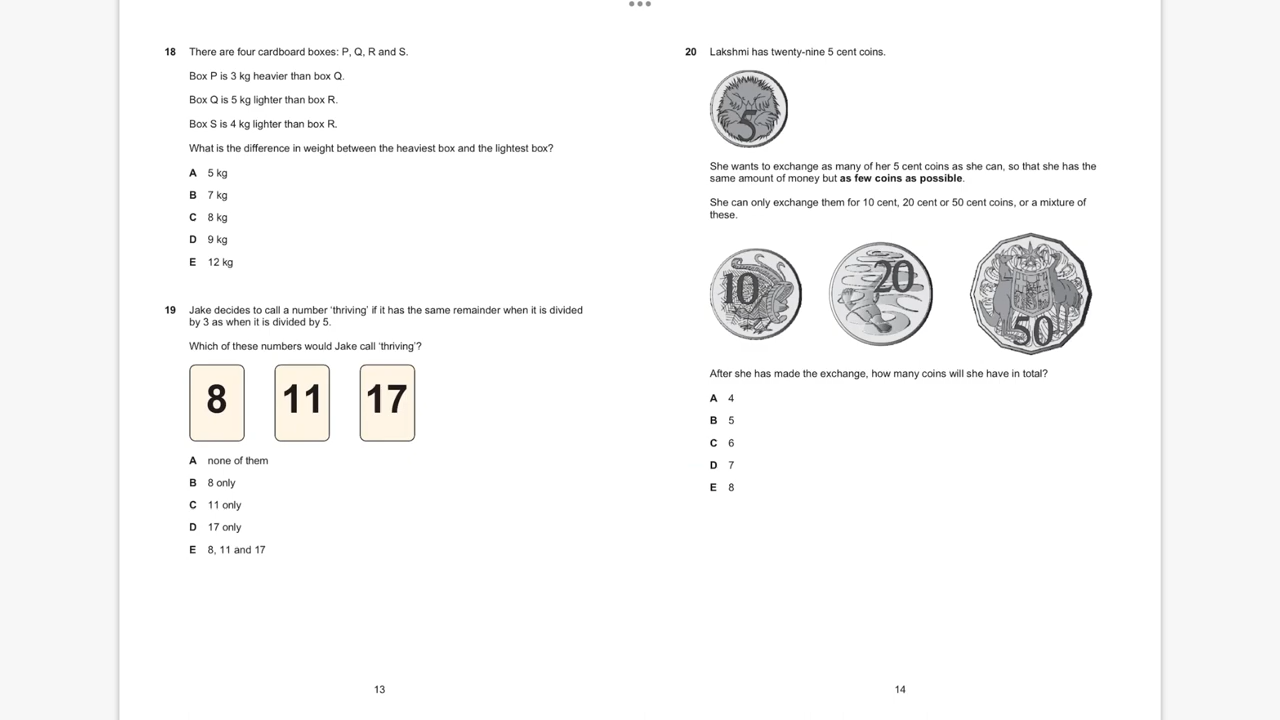 18 There are four cardboard boxes: P, Q, R and S.
Box P is 3 kg heavier than box Q.
Box Q is 5 kg lighter than box R.
Box S is 4 kg lighter than box R.
What is the difference in weight between the heaviest box and the lightest box?
A 5 kg
B 7 kg
C 8 kg
D 9 kg
E 12 kg
19 Jake decides to call a number ‘thriving’ if it has the same remainder when it is divided
by 3 as when it is divided by 5.
Which of these numbers would Jake call ‘thriving’?
8 11 17
A none of them
B 8 only
C 11 only
D 17 only
E 8, 11 and 17
13
20 Lakshmi has twenty-nine 5 cent coins.
5
She wants to exchange as many of her 5 cent coins as she can, so that she has the
same amount of money but as few coins as possible.
She can only exchange them for 10 cent, 20 cent or 50 cent coins, or a mixture of
these.
10 20 50
After she has made the exchange, how many coins will she have in total?
A 4
B 5
C 6
D 7
E 8
14